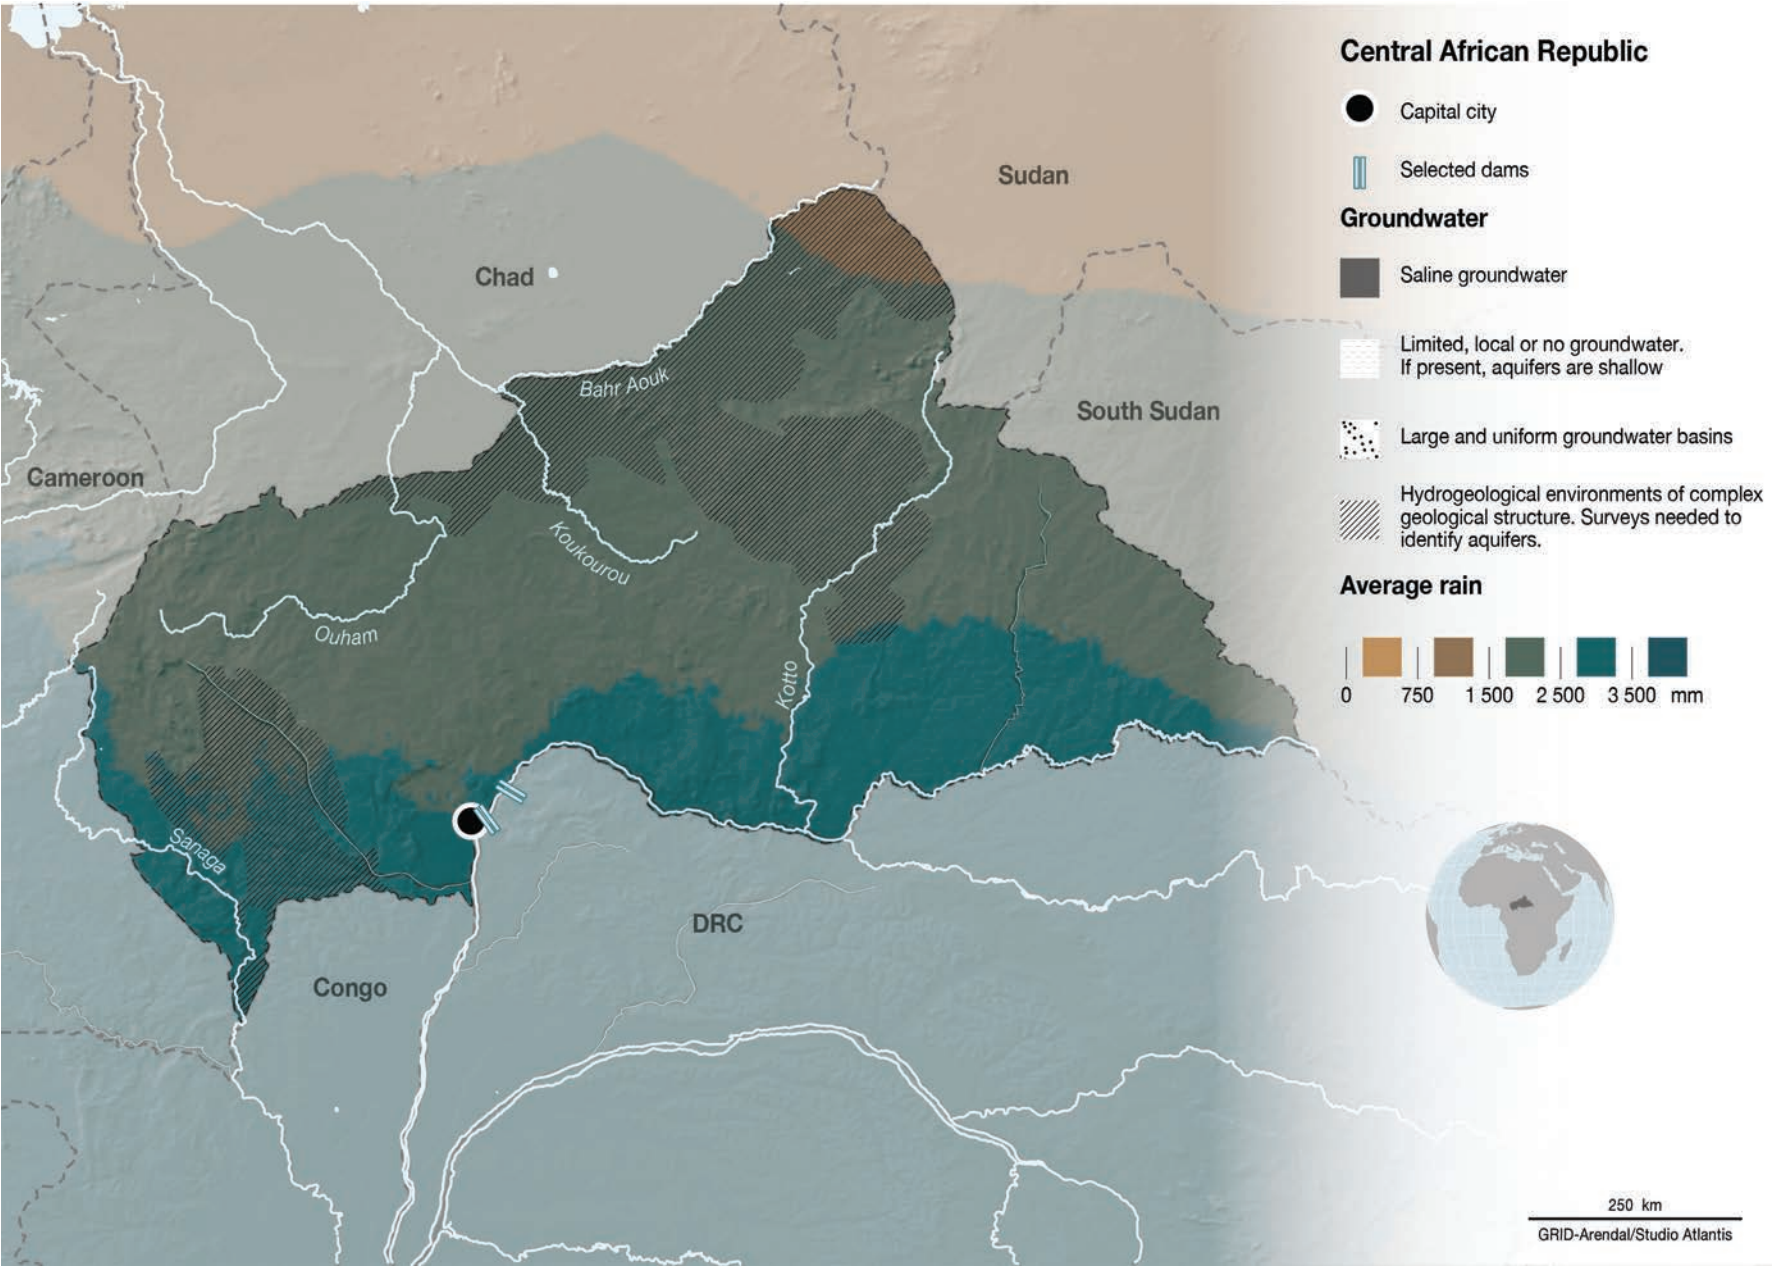 Central African Republic
Capital city
Selected dams
Groundwater
Saline groundwater
Limited, local or no groundwater.
If present, aquifers are shallow
Large and uniform groundwater basins
Hydrogeological environments of complex
geological structure. Surveys needed to
identify aquifers.
Average rain
0 750 1 500 2 500 3 500 mm
Sudan
Chad
Bahr Aouk
South Sudan
Cameroon
Koukourou
Ouham
Kotto
Sanaga
DRC
Congo
250 km
GRID-Arendal/Studio Atlantis